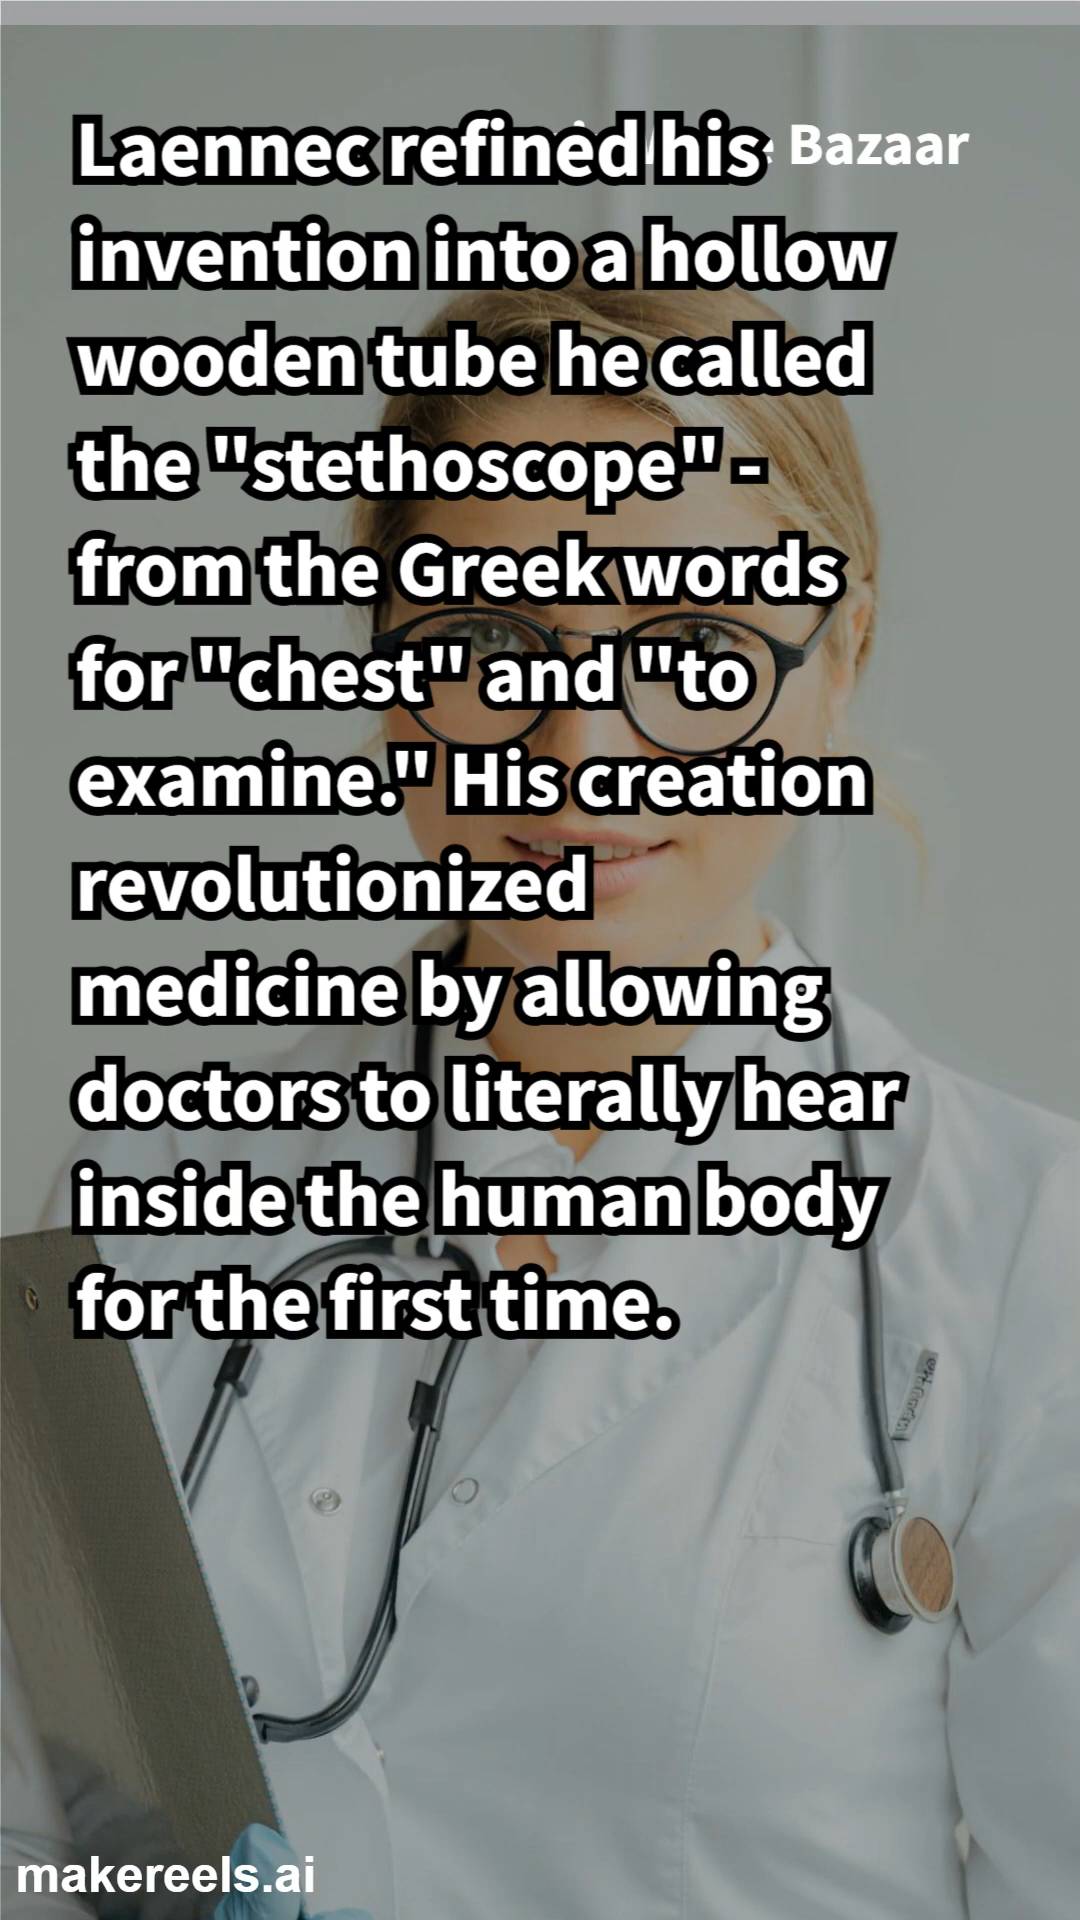 Laennec refined his
Bazaar
invention into a hollow
wooden tube he called
the "stethoscope" -
from the Greek words
for "chest" and "to
examine." His creation
revolutionized
medicine by allowing
doctors to literally hear
inside the human body
for the first time.
makereels.ai